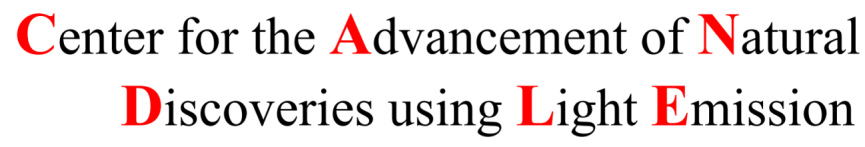 Center for the Advancement of Natural
Discoveries using Light Emission